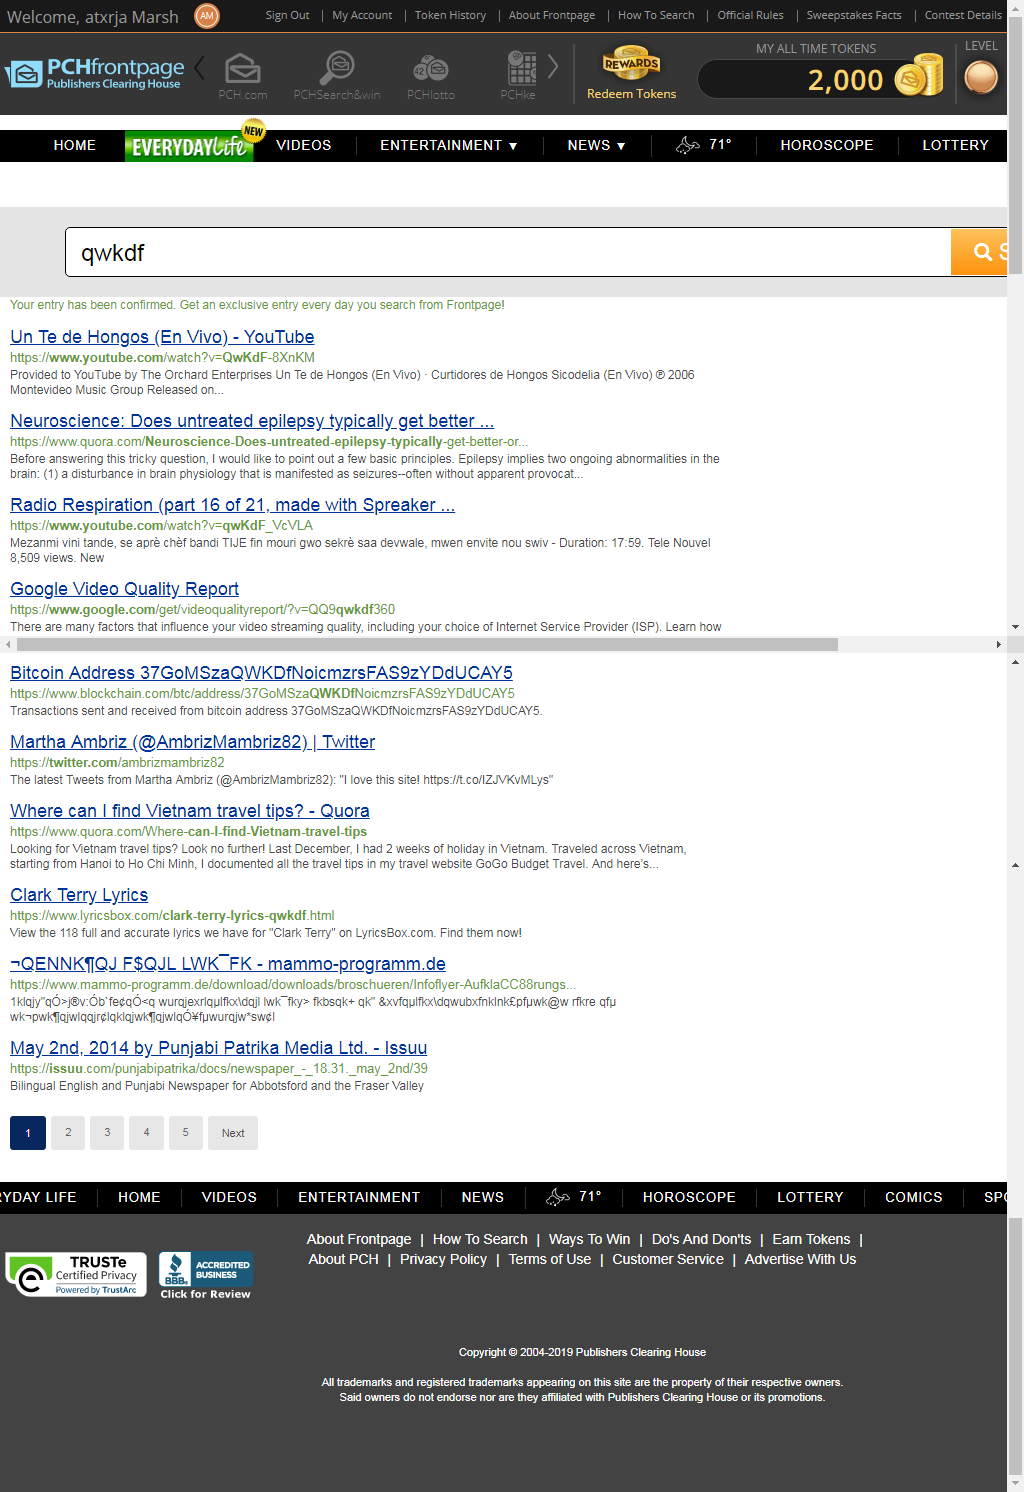 Welcome, atxrja Marsh AM Sign Out | My Account | Token History | About Frontpage | How To Search | Official Rules | Sweepstakes Facts | Contest Details
PCHfrontpage
Publishers Clearing House
PCH.com PCHSearch&win PCHlotto PCHke
REWARDS
Redeem Tokens
MY ALL TIME TOKENS
2,000
LEVEL
HOME EVERYDAY Life NEW VIDEOS ENTERTAINMENT ▼ NEWS ▼ 71° HOROSCOPE LOTTERY
qwkdf S
Your entry has been confirmed. Get an exclusive entry every day you search from Frontpage!
Un Te de Hongos (En Vivo) - YouTube
https://www.youtube.com/watch?v=QwKdF-8XnKM
Provided to YouTube by The Orchard Enterprises Un Te de Hongos (En Vivo) · Curtidores de Hongos Sicodelia (En Vivo) ℗ 2006
Montevideo Music Group Released on...
Neuroscience: Does untreated epilepsy typically get better ...
https://www.quora.com/Neuroscience-Does-untreated-epilepsy-typically-get-better-or...
Before answering this tricky question, I would like to point out a few basic principles. Epilepsy implies two ongoing abnormalities in the
brain: (1) a disturbance in brain physiology that is manifested as seizures--often without apparent provocat...
Radio Respiration (part 16 of 21, made with Spreaker ...
https://www.youtube.com/watch?v=qwKdF_VcVLA
Mezanmi vini tande, se aprè chèf bandi TIJE fin mouri gwo sekrè saa devwale, mwen envite nou swiv - Duration: 17:59. Tele Nouvel
8,509 views. New
Google Video Quality Report
https://www.google.com/get/videoqualityreport/?v=QQ9qwkdf360
There are many factors that influence your video streaming quality, including your choice of Internet Service Provider (ISP). Learn how
Bitcoin Address 37GoMSzaQWKDfNoicmzrsFAS9zYDdUCAY5
https://www.blockchain.com/btc/address/37GoMSzaQWKDfNoicmzrsFAS9zYDdUCAY5
Transactions sent and received from bitcoin address 37GoMSzaQWKDfNoicmzrsFAS9zYDdUCAY5.
Martha Ambriz (@AmbrizMambriz82) | Twitter
https://twitter.com/ambrizmambriz82
The latest Tweets from Martha Ambriz (@AmbrizMambriz82): "I love this site! https://t.co/IZJVKvMLys"
Where can I find Vietnam travel tips? - Quora
https://www.quora.com/Where-can-I-find-Vietnam-travel-tips
Looking for Vietnam travel tips? Look no further! Last December, I had 2 weeks of holiday in Vietnam. Traveled across Vietnam,
starting from Hanoi to Ho Chi Minh, I documented all the travel tips in my travel website GoGo Budget Travel. And here's...
Clark Terry Lyrics
https://www.lyricsbox.com/clark-terry-lyrics-qwkdf.html
View the 118 full and accurate lyrics we have for "Clark Terry" on LyricsBox.com. Find them now!
¬QENNK¶QJ F$QJL LWK¯FK - mammo-programm.de
https://www.mammo-programm.de/download/downloads/broschueren/Infoflyer-AufklaCC88rungs...
1klqjy"qÓ>j®v:Ób`fe¢qÓ<q wurqjexrlqµlfkx\dqjl lwk¯fky> fkbsqk+ qk" &xvfqµlfkx\dqwubxfnklnk£pfµwk@w rfkre qfµ
wk¬pwk¶qjwlqqjr¢lqklqjwk¶qjwlqÓ¥fµwurqjw*sw¢l
May 2nd, 2014 by Punjabi Patrika Media Ltd. - Issuu
https://issuu.com/punjabipatrika/docs/newspaper_-_18.31._may_2nd/39
Bilingual English and Punjabi Newspaper for Abbotsford and the Fraser Valley
1 2 3 4 5 Next
RYDAY LIFE HOME VIDEOS ENTERTAINMENT NEWS 71° HOROSCOPE LOTTERY COMICS SPO
About Frontpage | How To Search | Ways To Win | Do's And Don'ts | Earn Tokens |
About PCH | Privacy Policy | Terms of Use | Customer Service | Advertise With Us
TRUSTe
Certified Privacy
Powered by TrustArc
BBB. ACCREDITED
BUSINESS
Click for Review
Copyright © 2004-2019 Publishers Clearing House
All trademarks and registered trademarks appearing on this site are the property of their respective owners.
Said owners do not endorse nor are they affiliated with Publishers Clearing House or its promotions.